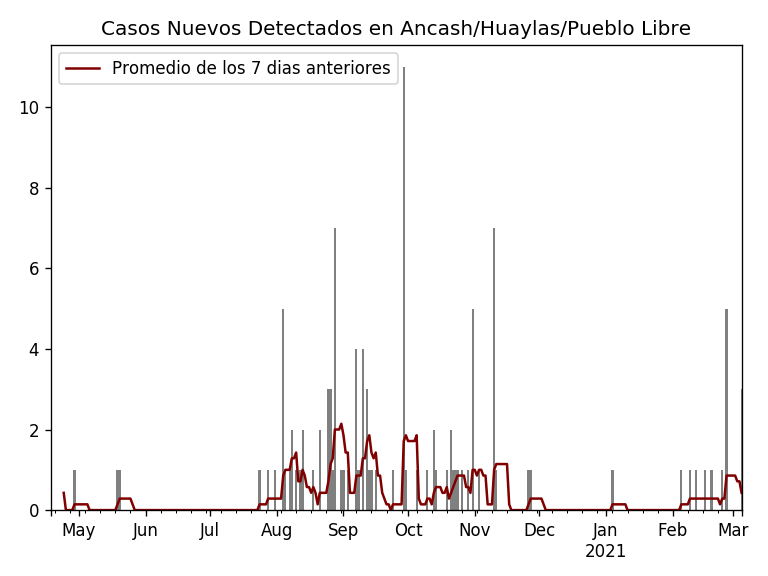 Casos Nuevos Detectados en Ancash/Huaylas/Pueblo Libre
Promedio de los 7 dias anteriores
10
8
6
4
2
0
May Jun Jul Aug Sep Oct Nov Dec Jan Feb Mar
2021